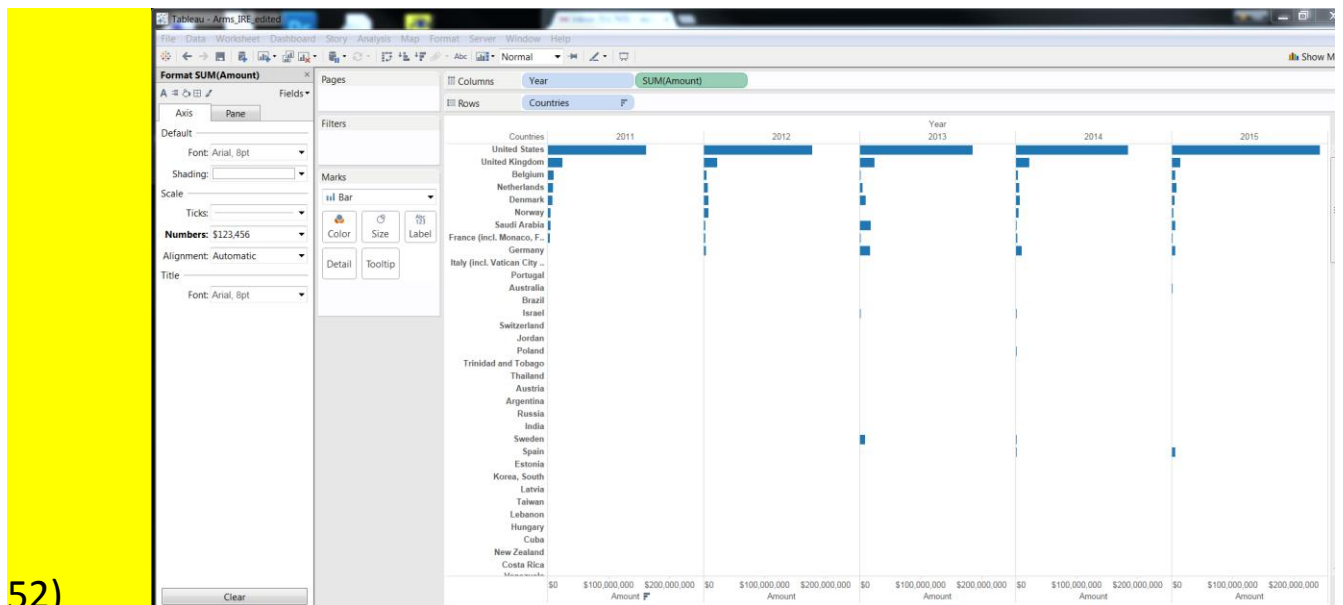 Tableau - Arms_IRE_edited
File Data Worksheet Dashboard Story Analysis Map Format Server Window Help
Abc Normal Show M
Format SUM(Amount) ×
Fields
Axis Pane
Default
Font: Arial, 8pt
Shading:
Scale
Ticks:
Numbers: $123,456
Alignment: Automatic
Title
Font: Arial, 8pt
Clear
Pages
Filters
Marks
Bar
Color Size Label
Detail Tooltip
Columns Year SUM(Amount)
Rows Countries
Year
Countries 2011 2012 2013 2014 2015
United States
United Kingdom
Belgium
Netherlands
Denmark
Norway
Saudi Arabia
France (incl. Monaco, F..
Germany
Italy (incl. Vatican City ..
Portugal
Australia
Brazil
Israel
Switzerland
Jordan
Poland
Trinidad and Tobago
Thailand
Austria
Argentina
Russia
India
Sweden
Spain
Estonia
Korea, South
Latvia
Taiwan
Lebanon
Hungary
Cuba
New Zealand
Costa Rica
$0 $100,000,000 $200,000,000 $0 $100,000,000 $200,000,000 $0 $100,000,000 $200,000,000 $0 $100,000,000 $200,000,000 $0 $100,000,000 $200,000,000
Amount Amount Amount Amount Amount
52)